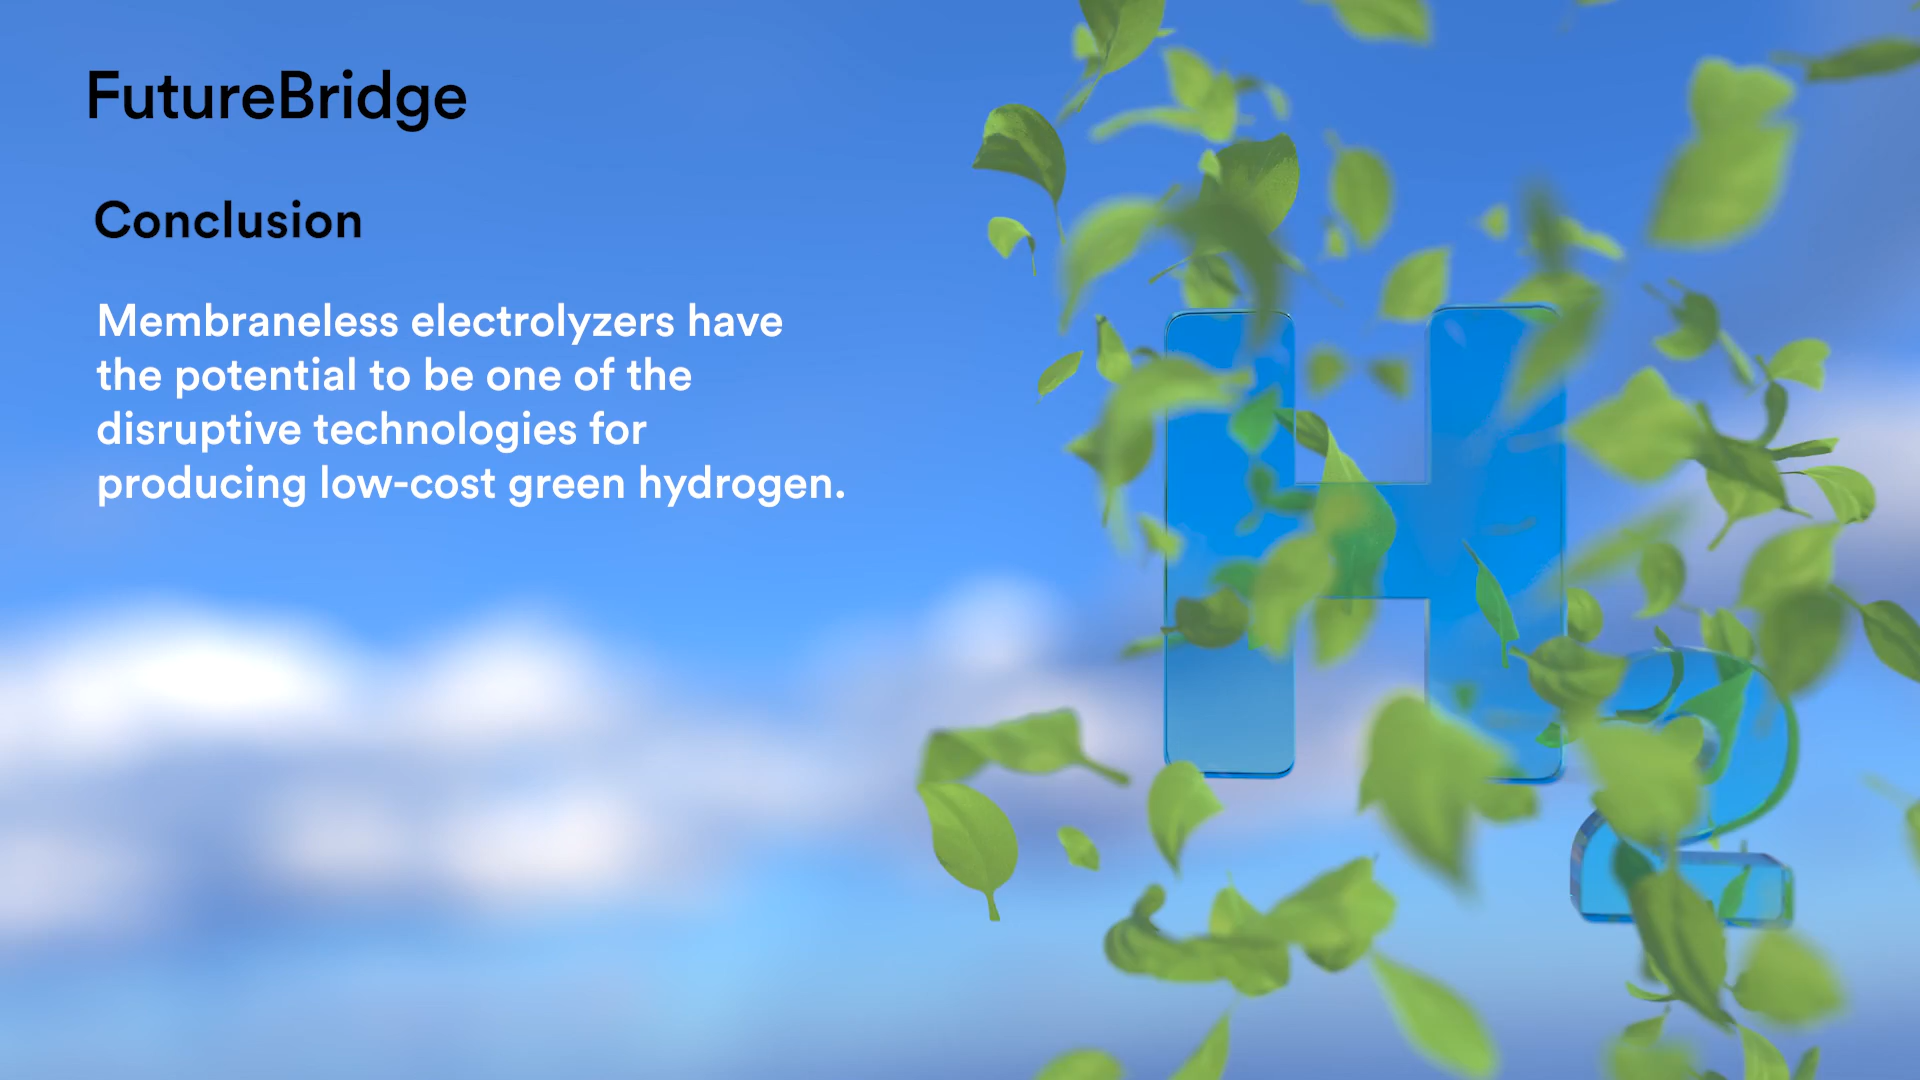 FutureBridge
Conclusion
Membraneless electrolyzers have
the potential to be one of the
disruptive technologies for
producing low-cost green hydrogen.
H2